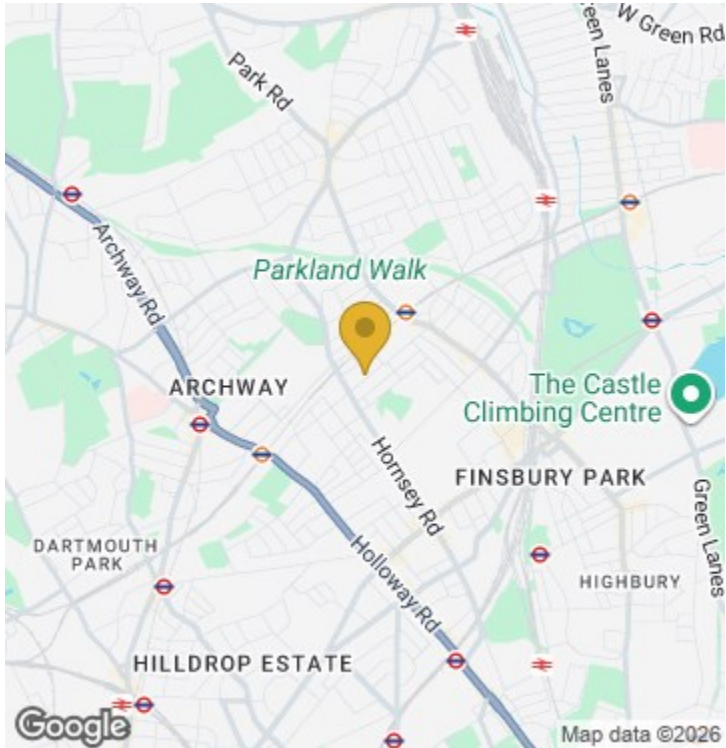 W Green Rd
Green Lanes
Park Rd
Archway Rd
Parkland Walk
ARCHWAY
The Castle
Climbing Centre
Hornsey Rd
FINSBURY PARK
Green Lanes
DARTMOUTH
PARK
Holloway Rd
HIGHBURY
HILLDROP ESTATE
Google
Map data ©2026